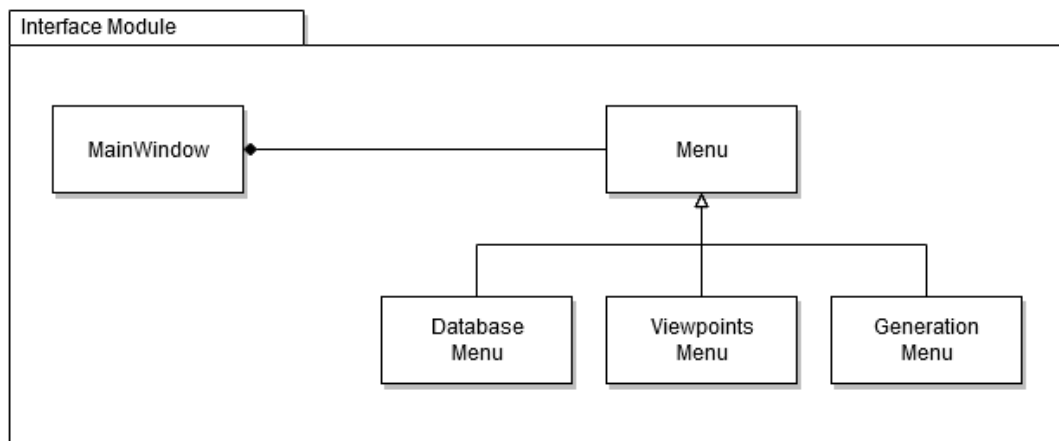 Interface Module
MainWindow
Menu
Database
Menu
Viewpoints
Menu
Generation
Menu